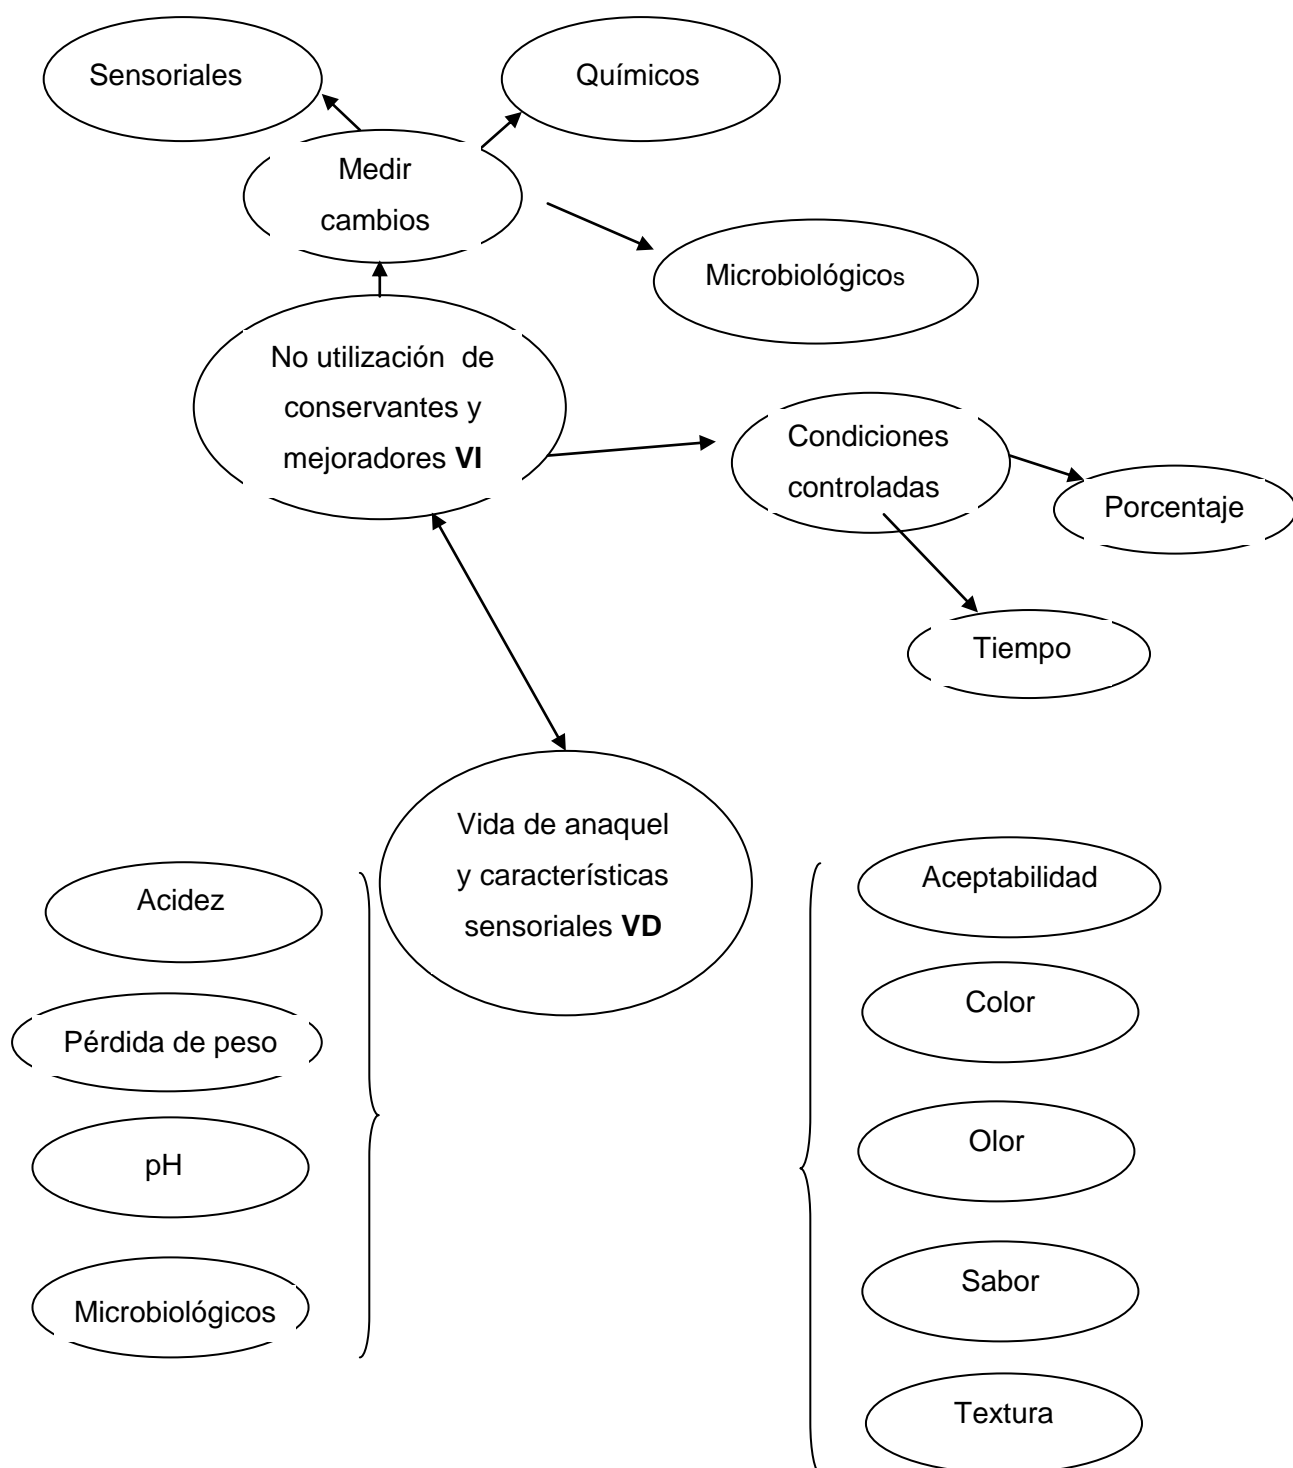 Sensoriales
Químicos
Medir
cambios
Microbiológicos
No utilización de
conservantes y
mejoradores VI
Condiciones
controladas
Porcentaje
Tiempo
Vida de anaquel
y características
sensoriales VD
Acidez
Pérdida de peso
pH
Microbiológicos
Aceptabilidad
Color
Olor
Sabor
Textura